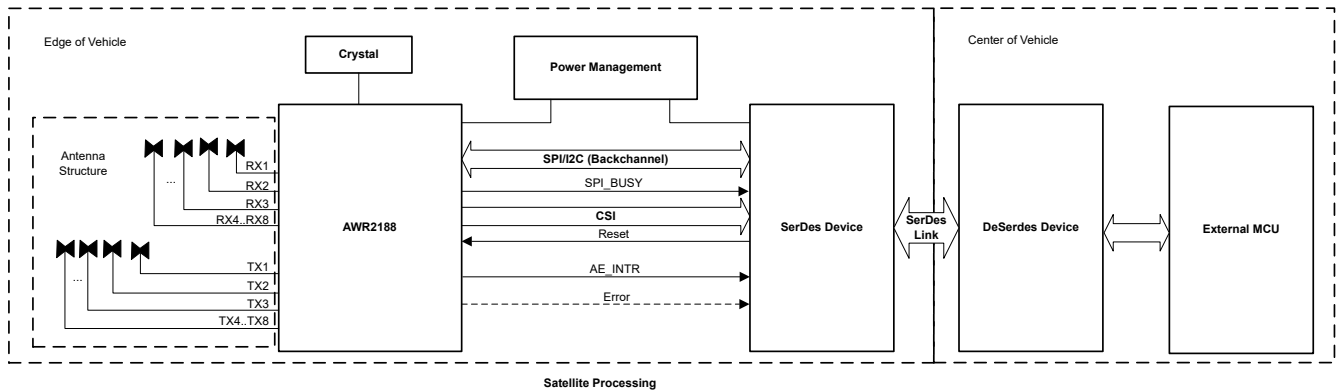 Edge of Vehicle
Center of Vehicle
Crystal
Power Management
Antenna
Structure
...
RX1
RX2
RX3
RX4..RX8
...
TX1
TX2
TX3
TX4..TX8
AWR2188
SPI/I2C (Backchannel)
SPI_BUSY
CSI
Reset
AE_INTR
Error
SerDes Device
SerDes
Link
DeSerdes Device
External MCU
Satellite Processing